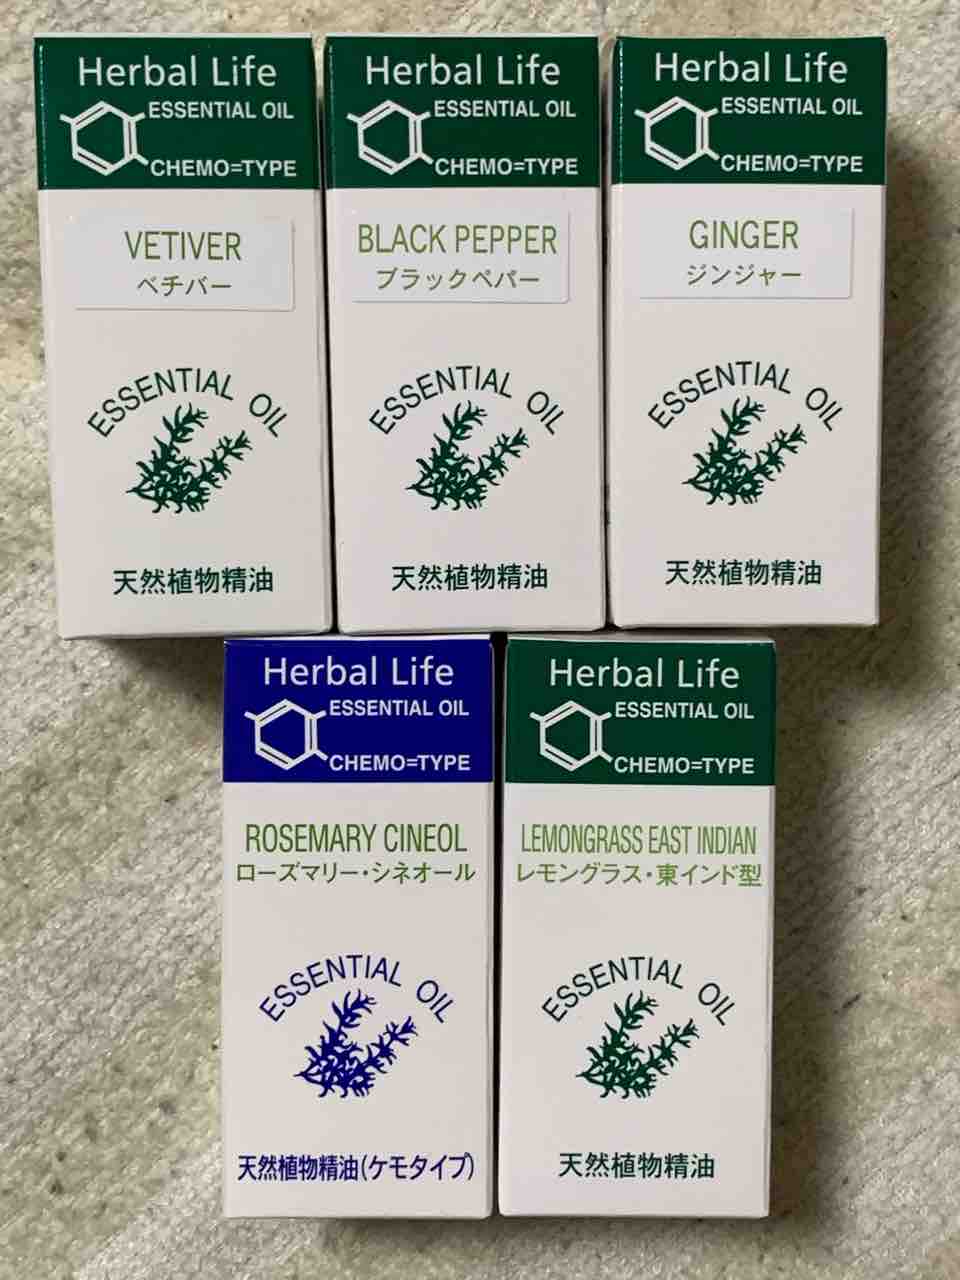 Herbal Life
ESSENTIAL OIL
CHEMO=TYPE
VETIVER
ベチバー
ESSENTIAL OIL
天然植物精油
Herbal Life
ESSENTIAL OIL
CHEMO=TYPE
BLACK PEPPER
ブラックペパー
ESSENTIAL OIL
天然植物精油
Herbal Life
ESSENTIAL OIL
CHEMO=TYPE
GINGER
ジンジャー
ESSENTIAL OIL
天然植物精油
Herbal Life
ESSENTIAL OIL
CHEMO=TYPE
ROSEMARY CINEOL
ローズマリー・シネオール
ESSENTIAL OIL
天然植物精油(ケモタイプ)
Herbal Life
ESSENTIAL OIL
CHEMO=TYPE
LEMONGRASS EAST INDIAN
レモングラス・東インド型
ESSENTIAL OIL
天然植物精油